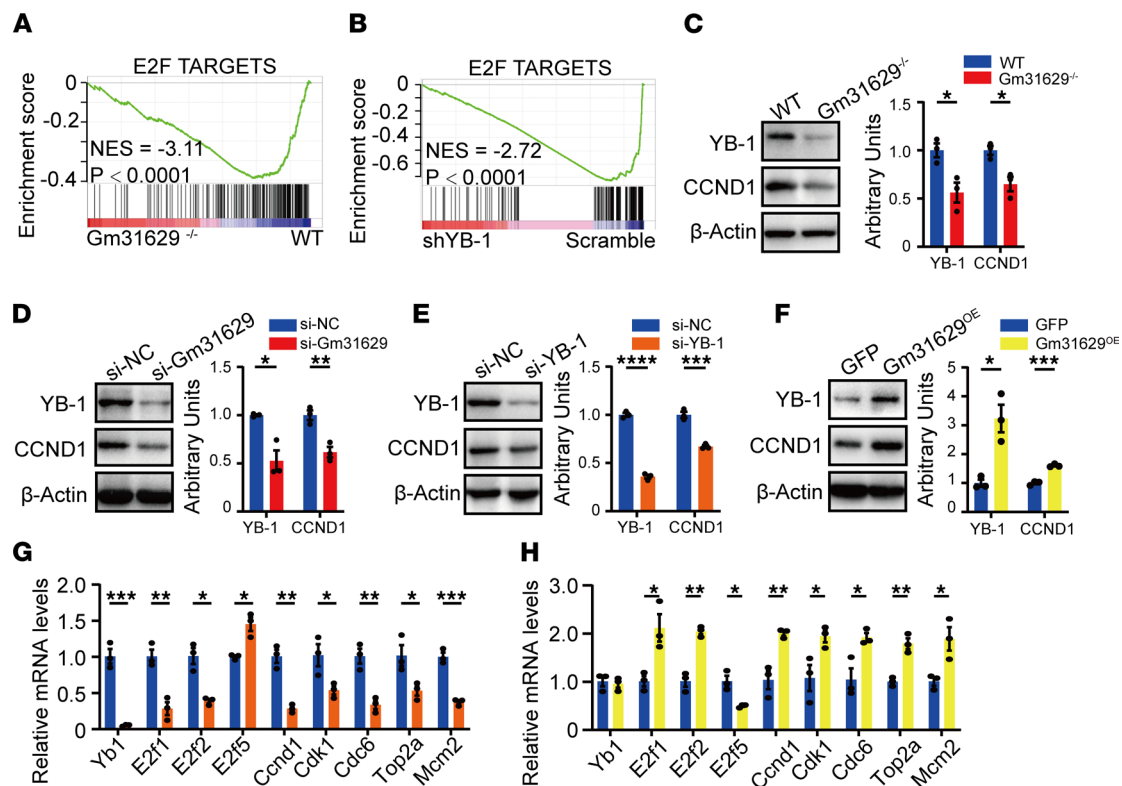 A
E2F TARGETS
Enrichment score
0
-0.2
-0.4
NES = -3.11
P < 0.0001
Gm31629 -/-
WT
B
E2F TARGETS
Enrichment score
0
-0.2
-0.4
-0.6
NES = -2.72
P < 0.0001
shYB-1
Scramble
C
WT
Gm31629-/-
YB-1
CCND1
β-Actin
WT
Gm31629-/-
Arbitrary Units
1.5
1.0
0.5
0
*
*
YB-1
CCND1
D
si-NC
si-Gm31629
YB-1
CCND1
β-Actin
si-NC
si-Gm31629
Arbitrary Units
1.5
1.0
0.5
*
**
YB-1
CCND1
E
si-NC
si-YB-1
YB-1
CCND1
β-Actin
si-NC
si-YB-1
Arbitrary Units
1.5
1.0
0.5
0
****
***
YB-1
CCND1
F
GFP
Gm31629OE
YB-1
CCND1
β-Actin
GFP
Gm31629OE
Arbitrary Units
5
4
3
2
1
0
*
***
YB-1
CCND1
G
Relative mRNA levels
2.0
1.5
1.0
0.5
0
***
**
*
*
**
*
**
*
***
Yb1
E2f1
E2f2
E2f5
Ccnd1
Cdk1
Cdc6
Top2a
Mcm2
H
Relative mRNA levels
3.0
2.0
1.0
0
*
**
*
**
*
*
**
*
Yb1
E2f1
E2f2
E2f5
Ccnd1
Cdk1
Cdc6
Top2a
Mcm2